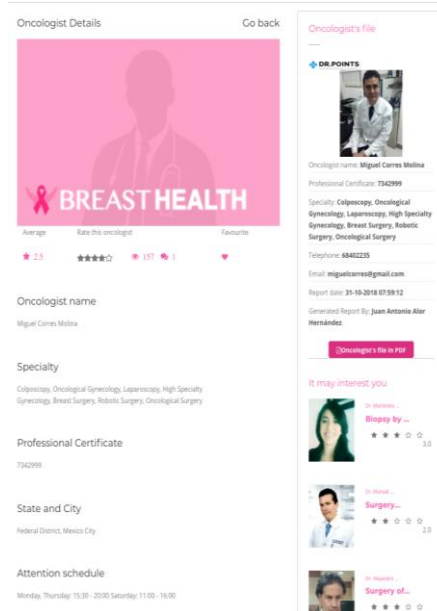 Oncologist Details
Go back
BREAST HEALTH
Average
Rate this oncologist
Favourite
2.5
157
1
Oncologist name
Miguel Corres Molina
Specialty
Colposcopy, Oncological Gynecology, Laparoscopy, High Specialty
Gynecology, Breast Surgery, Robotic Surgery, Oncological Surgery
Professional Certificate
7342999
State and City
Federal District, Mexico City
Attention schedule
Monday, Thursday: 15:30 - 20:00 Saturday: 11:00 - 16:00
Oncologist's file
DR.POINTS
Oncologist name: Miguel Corres Molina
Professional Certificate: 7342999
Specialty: Colposcopy, Oncological
Gynecology, Laparoscopy, High Specialty
Gynecology, Breast Surgery, Robotic
Surgery, Oncological Surgery
Telephone: 68402235
Email: miguelcorres@gmail.com
Report date: 31-10-2018 07:59:12
Generated Report By: Juan Antonio Alor
Hernández
Oncologist's file in PDF
It may interest you
Dr. Marianela ...
Biopsy by ...
3.0
Dr. Manuel ...
Surgery...
2.0
Dr. Alejandro ...
Surgery of...